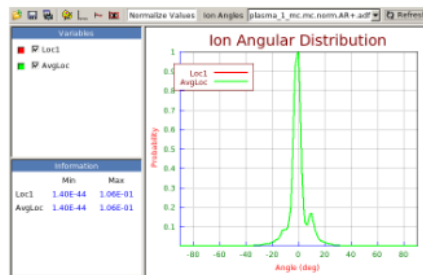 Normalize Values Ion Angles plasma_1_mc.mc.norm.AR+.adf Refresh
Variables
Loc1
AvgLoc
Information
Min Max
Loc1 1.40E-44 1.06E-01
AvgLoc 1.40E-44 1.06E-01
Ion Angular Distribution
Loc1
AvgLoc
Probability
1
0.9
0.8
0.7
0.6
0.5
0.4
0.3
0.2
0.1
-80 -60 -40 -20 0 20 40 60 80
Angle (deg)